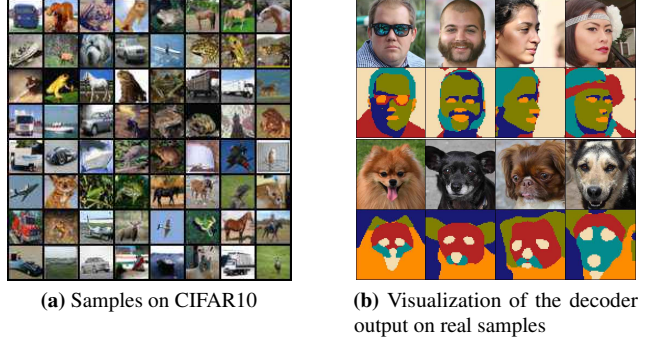 (a) Samples on CIFAR10
(b) Visualization of the decoder
output on real samples